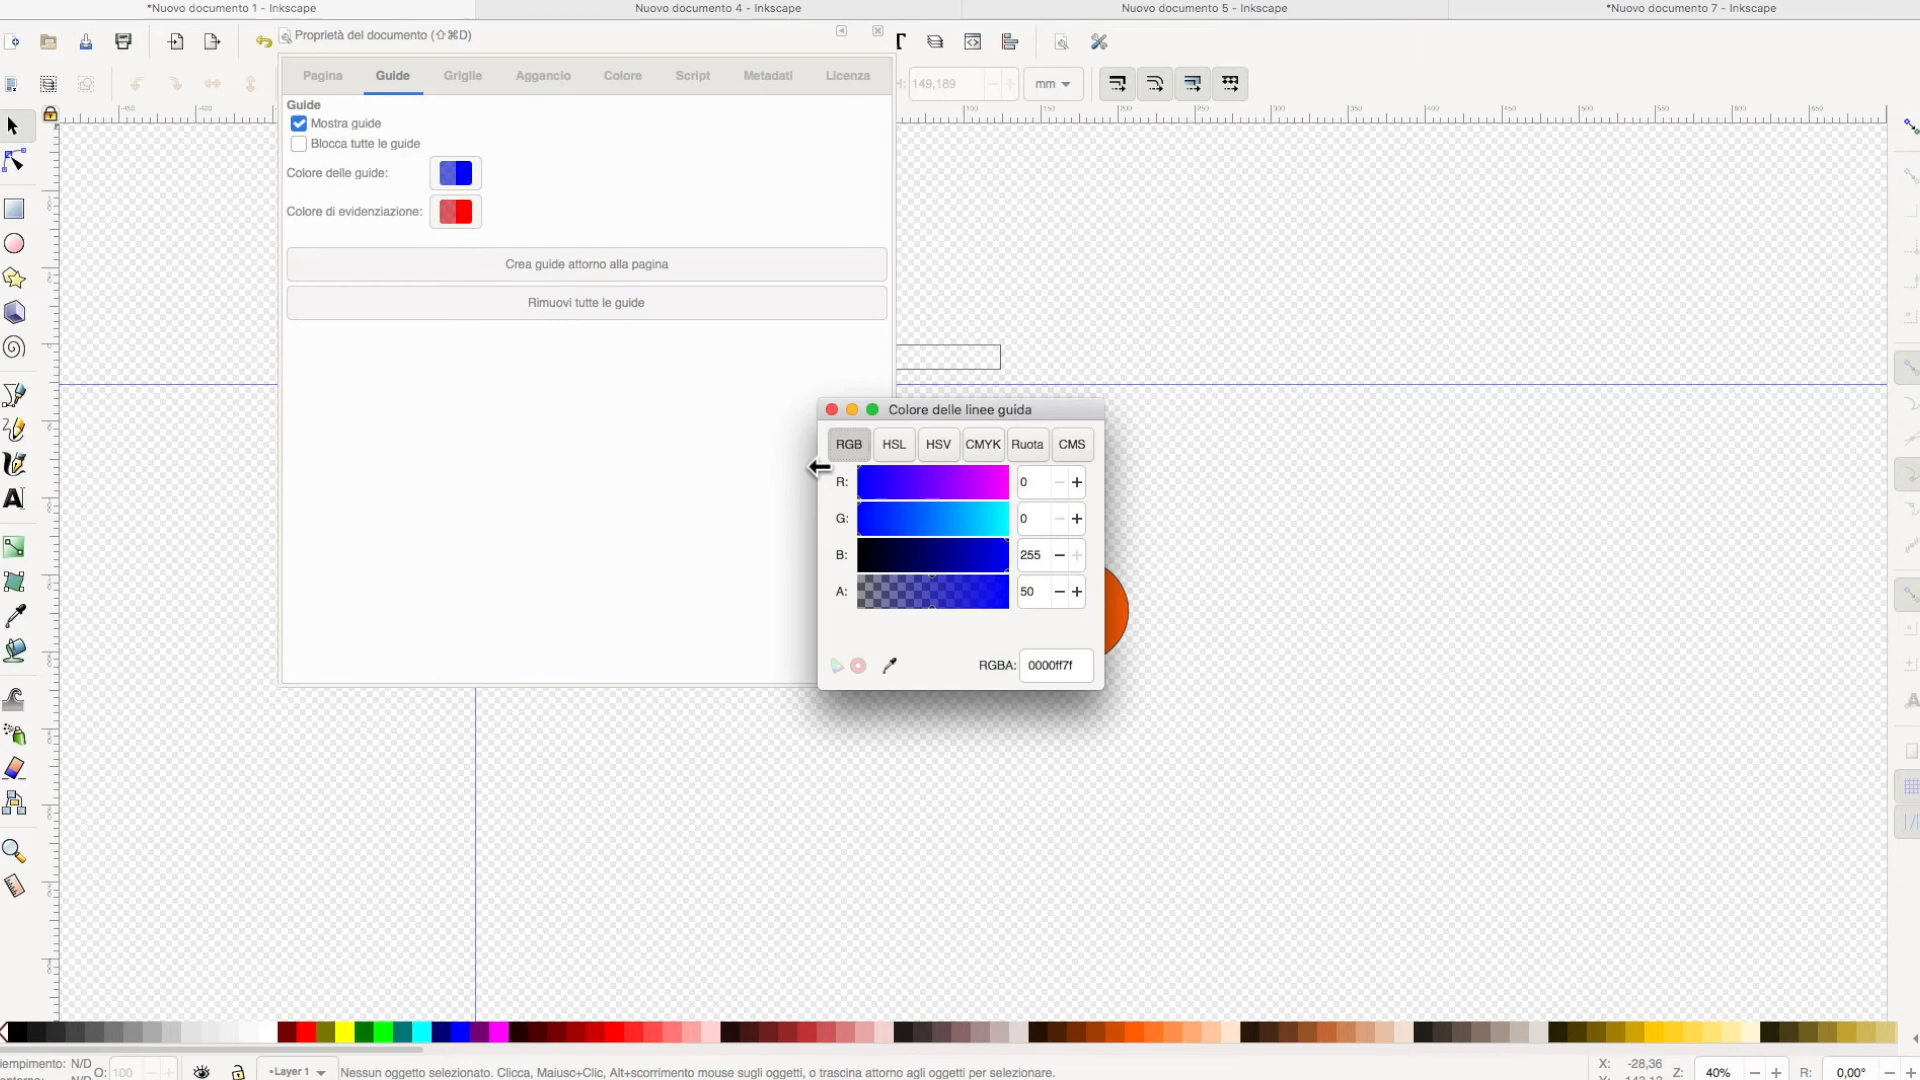 *Nuovo documento 1 - Inkscape
Nuovo documento 4 - Inkscape
Nuovo documento 5 - Inkscape
*Nuovo documento 7 - Inkscape
Proprietà del documento (⇧⌘D)
Pagina
Guide
Griglie
Aggancio
Colore
Script
Metadati
Licenza
H: 149,189
mm
Guide
Mostra guide
Blocca tutte le guide
Colore delle guide:
Colore di evidenziazione:
Crea guide attorno alla pagina
Rimuovi tutte le guide
Colore delle linee guida
RGB
HSL
HSV
CMYK
Ruota
CMS
R: 0
G: 0
B: 255
A: 50
RGBA: 0000ff7f
iempimento: N/D
O: 100
•Layer 1
Nessun oggetto selezionato. Clicca, Maiusc+Clic, Alt+scorrimento mouse sugli oggetti, o trascina attorno agli oggetti per selezionare.
X: -28,36
Z: 40%
R: 0,00°